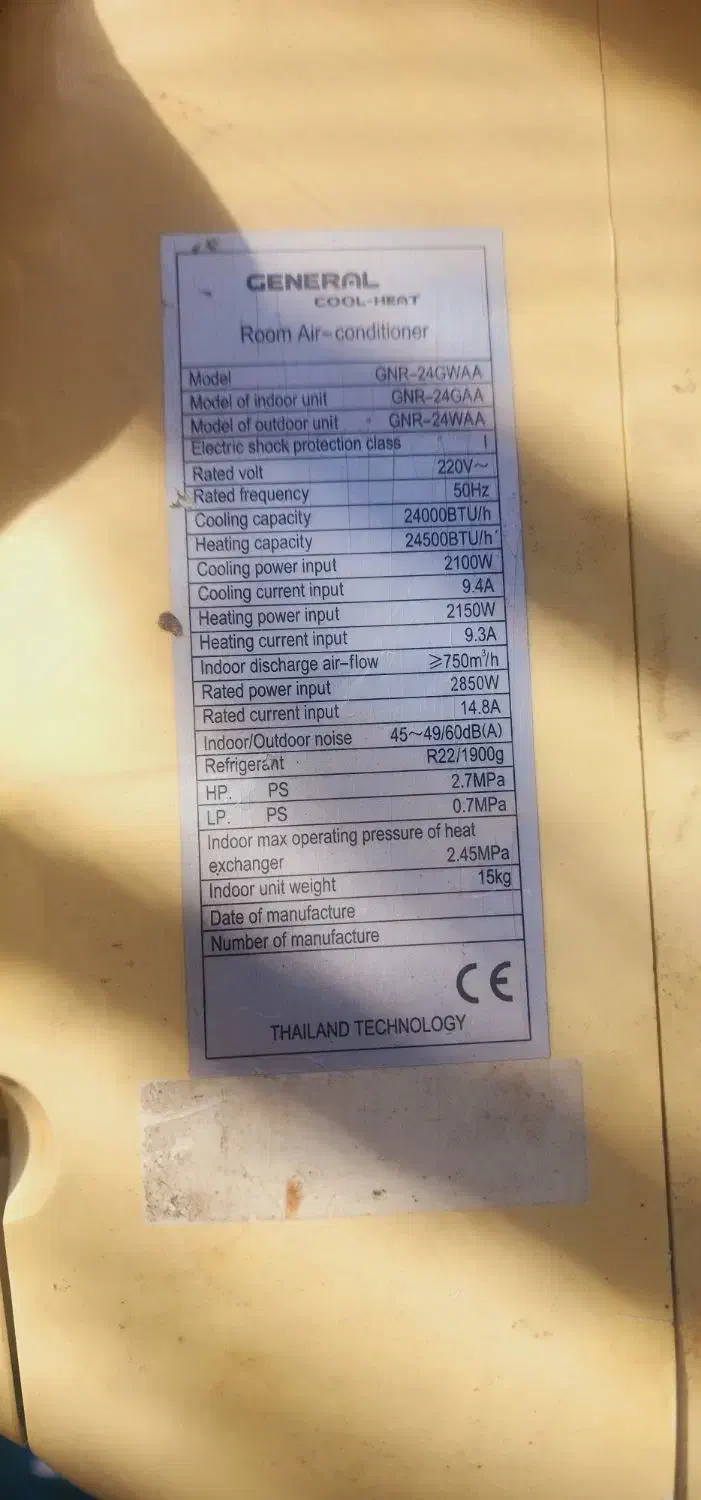 GENERAL
COOL-HEAT
Room Air-conditioner
Model GNR-24GWAA
Model of indoor unit GNR-24GAA
Model of outdoor unit GNR-24WAA
Electric shock protection class I
Rated volt 220V~
Rated frequency 50Hz
Cooling capacity 24000BTU/h
Heating capacity 24500BTU/h
Cooling power input 2100W
Cooling current input 9.4A
Heating power input 2150W
Heating current input 9.3A
Indoor discharge air-flow ≥750m³/h
Rated power input 2850W
Rated current input 14.8A
Indoor/Outdoor noise 45~49/60dB(A)
Refrigerant R22/1900g
HP. PS 2.7MPa
LP. PS 0.7MPa
Indoor max operating pressure of heat
exchanger 2.45MPa
Indoor unit weight 15kg
Date of manufacture
Number of manufacture
CE
THAILAND TECHNOLOGY